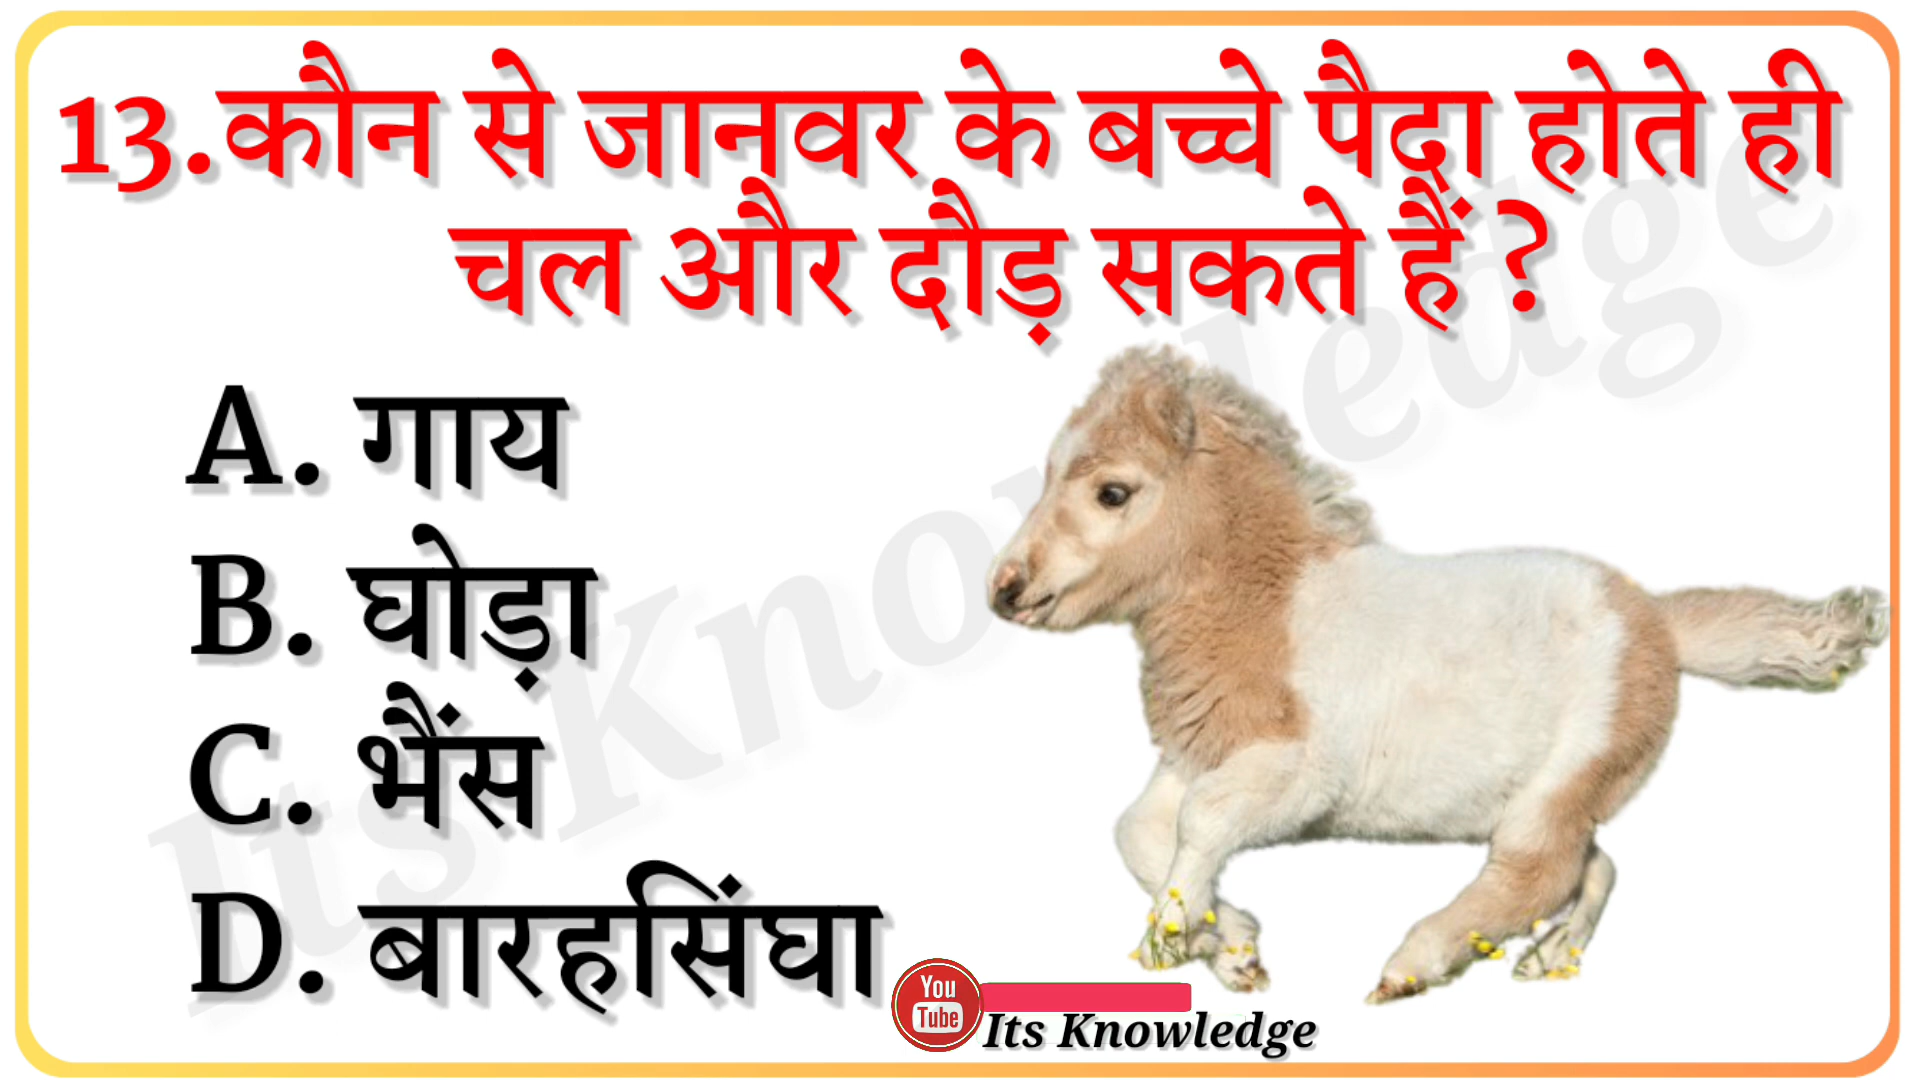 13.कौन से जानवर के बच्चे पैदा होते ही
चल और दौड़ सकते हैं ?
A. गाय
B. घोड़ा
C. भैंस
D. बारहसिंघा
You
Tube
Its Knowledge
Its Knowledge